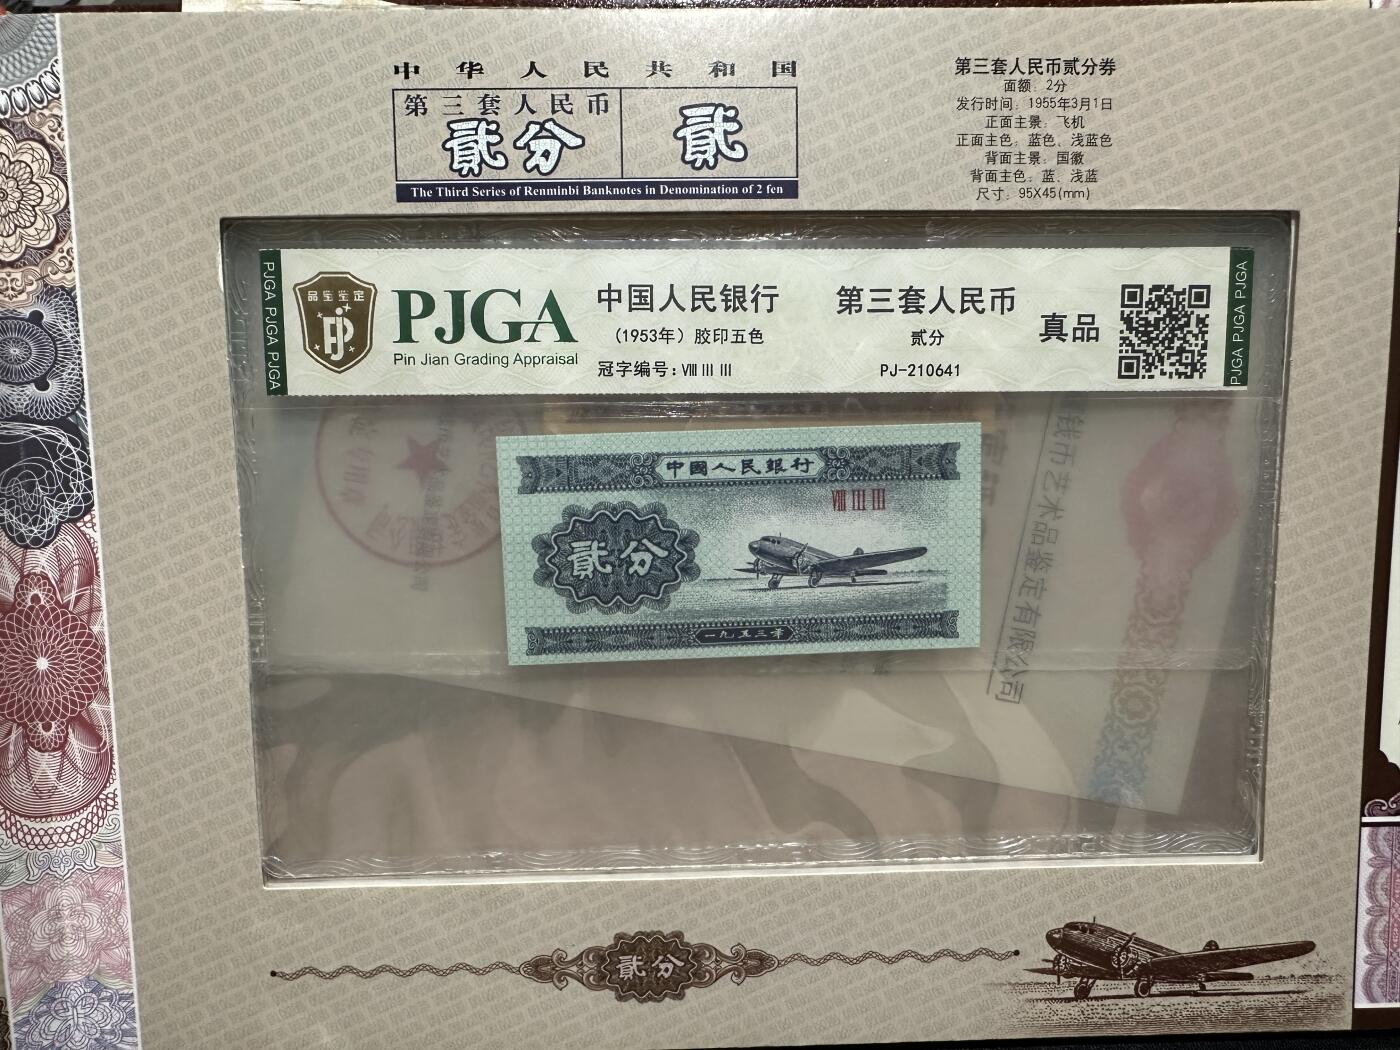 中华人民共和国
第三套人民币
貳分
貳
The Third Series of Renminbi Banknotes in Denomination of 2 fen
第三套人民币贰分券
面额：2分
发行时间：1955年3月1日
正面主景：飞机
正面主色：蓝色、浅蓝色
背面主景：国徽
背面主色：蓝、浅蓝
尺寸：95X45(mm)
PJGA PJGA PJGA
品鉴鉴定
PJ
PJGA
Pin Jian Grading Appraisal
中国人民银行
（1953年）胶印五色
冠字编号：Ⅷ Ⅲ Ⅲ
第三套人民币
贰分
PJ-210641
真品
PJGA PJGA PJGA
中國人民銀行
Ⅷ Ⅲ Ⅲ
貳分
一九五三年
钱币艺术品鉴定有限公司
貳分